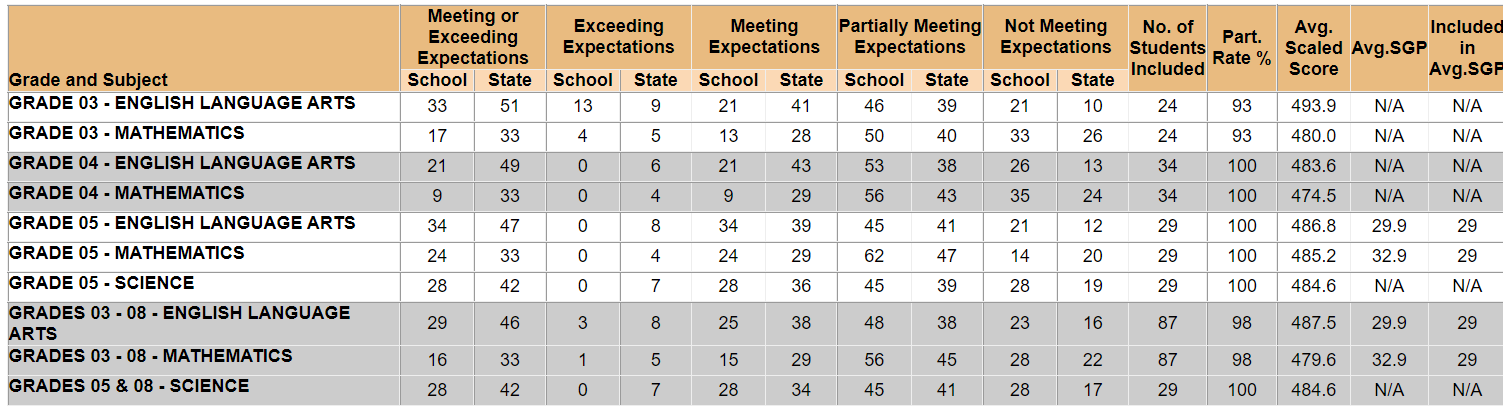 Grade and Subject Meeting or Exceeding Expectations Exceeding Expectations Meeting Expectations Partially Meeting Expectations Not Meeting Expectations No. of Students Included Part. Rate % Avg. Scaled Score Avg.SGP Included in Avg.SGP
School State School State School State School State School State
GRADE 03 - ENGLISH LANGUAGE ARTS 33 51 13 9 21 41 46 39 21 10 24 93 493.9 N/A N/A
GRADE 03 - MATHEMATICS 17 33 4 5 13 28 50 40 33 26 24 93 480.0 N/A N/A
GRADE 04 - ENGLISH LANGUAGE ARTS 21 49 0 6 21 43 53 38 26 13 34 100 483.6 N/A N/A
GRADE 04 - MATHEMATICS 9 33 0 4 9 29 56 43 35 24 34 100 474.5 N/A N/A
GRADE 05 - ENGLISH LANGUAGE ARTS 34 47 0 8 34 39 45 41 21 12 29 100 486.8 29.9 29
GRADE 05 - MATHEMATICS 24 33 0 4 24 29 62 47 14 20 29 100 485.2 32.9 29
GRADE 05 - SCIENCE 28 42 0 7 28 36 45 39 28 19 29 100 484.6 N/A N/A
GRADES 03 - 08 - ENGLISH LANGUAGE ARTS 29 46 3 8 25 38 48 38 23 16 87 98 487.5 29.9 29
GRADES 03 - 08 - MATHEMATICS 16 33 1 5 15 29 56 45 28 22 87 98 479.6 32.9 29
GRADES 05 & 08 - SCIENCE 28 42 0 7 28 34 45 41 28 17 29 100 484.6 N/A N/A